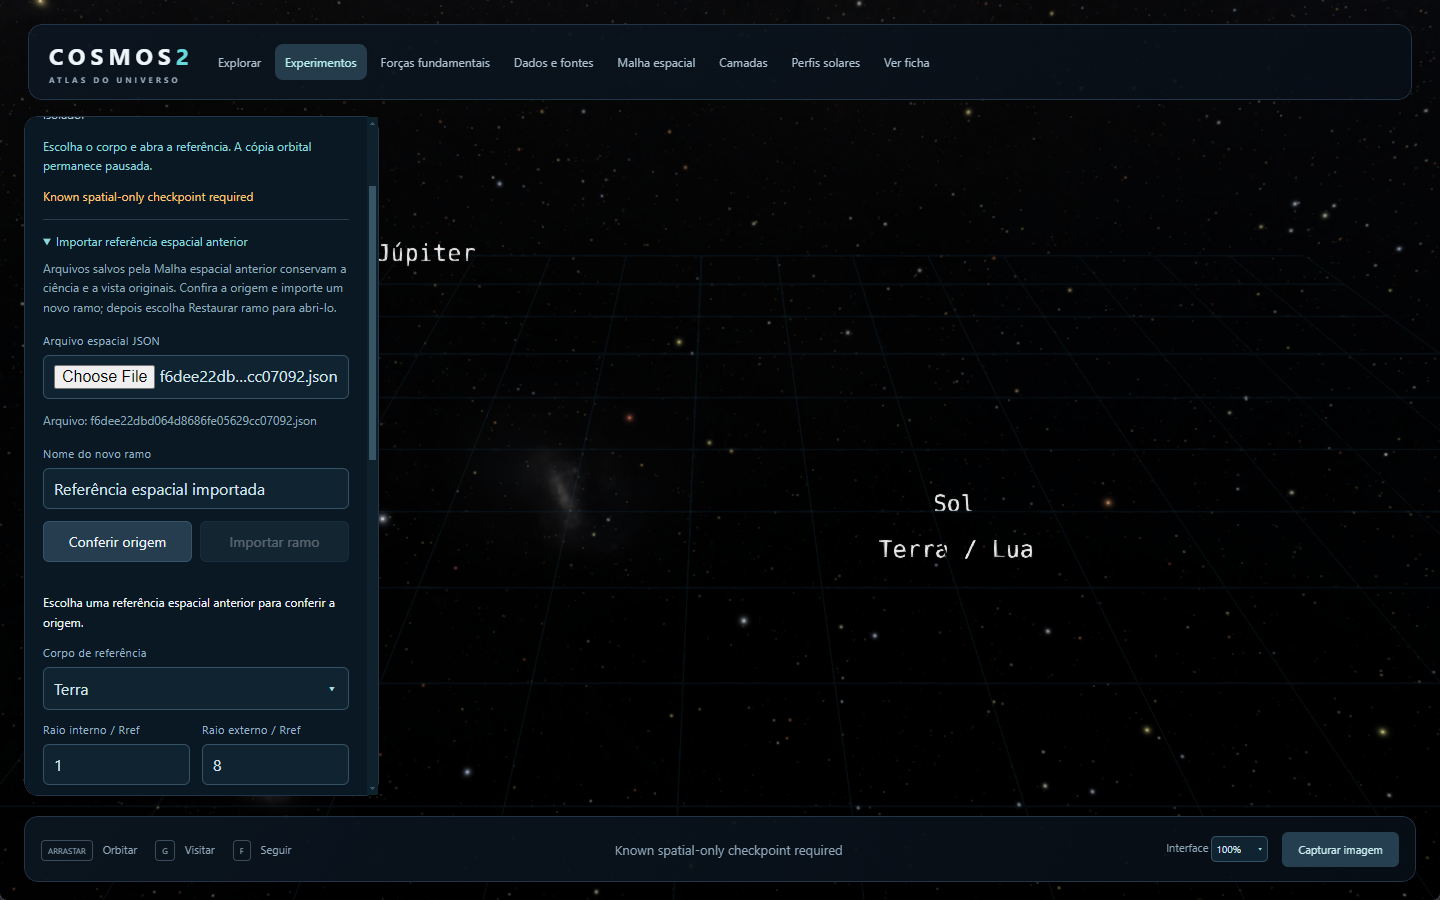 COSMOS2
ATLAS DO UNIVERSO
Explorar
Experimentos
Forças fundamentais
Dados e fontes
Malha espacial
Camadas
Perfis solares
Ver ficha
Escolha o corpo e abra a referência. A cópia orbital
permanece pausada.
Known spatial-only checkpoint required
▼ Importar referência espacial anterior
Arquivos salvos pela Malha espacial anterior conservam a
ciência e a vista originais. Confira a origem e importe um
novo ramo; depois escolha Restaurar ramo para abri-lo.
Arquivo espacial JSON
Choose File f6dee22db...cc07092.json
Arquivo: f6dee22dbd064d8686fe05629cc07092.json
Nome do novo ramo
Referência espacial importada
Conferir origem
Importar ramo
Escolha uma referência espacial anterior para conferir a
origem.
Corpo de referência
Terra
Raio interno / Rref
Raio externo / Rref
1
8
Júpiter
Sol
Terra / Lua
ARRASTAR Orbitar
G Visitar
F Seguir
Known spatial-only checkpoint required
Interface 100%
Capturar imagem